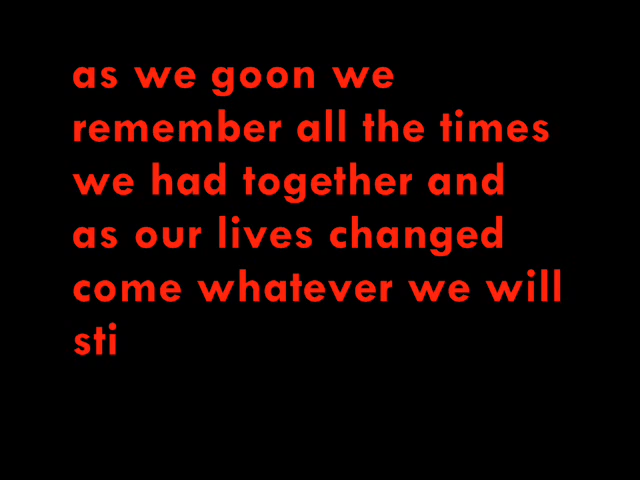 as we goon we
remember all the times
we had together and
as our lives changed
come whatever we will
sti